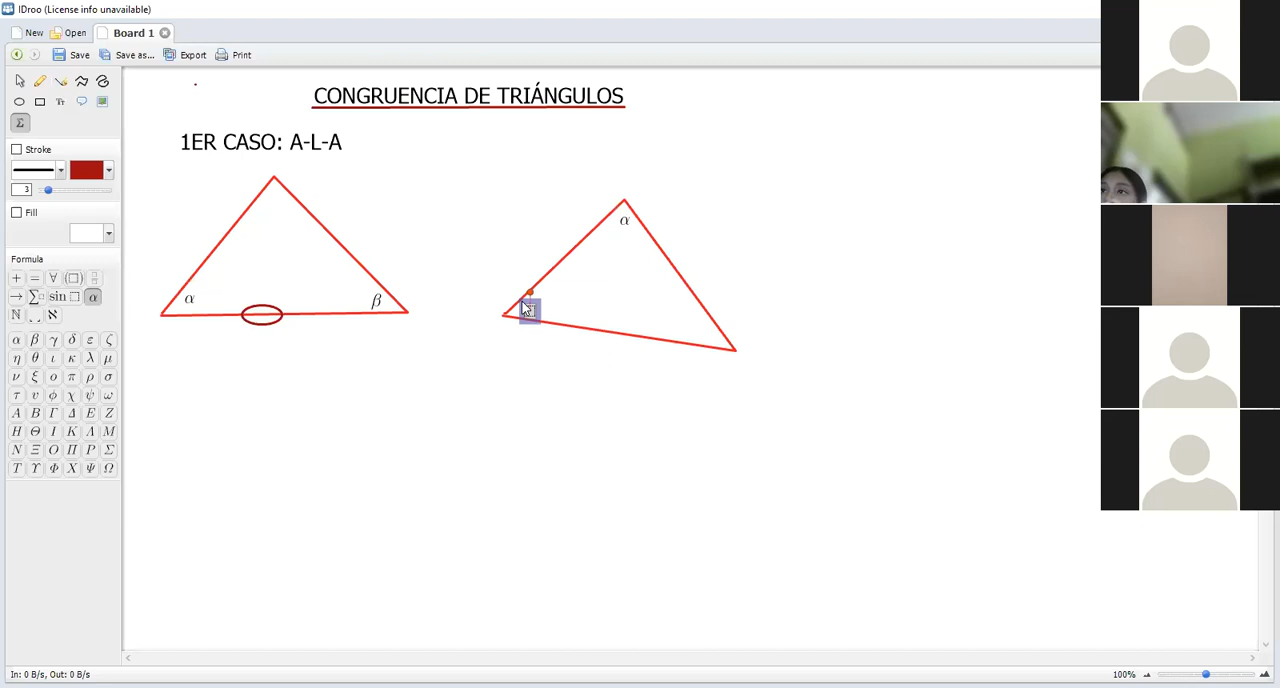 IDroo (License info unavailable)
New Open Board 1
Save Save as... Export Print
CONGRUENCIA DE TRIÁNGULOS
1ER CASO: A-L-A
Tт
Σ
Stroke
3
Fill
Formula
+ = ∀ (□)
→ ∑ sin α
ℕ ℵ
α β γ δ ε ζ
η θ ι κ λ μ
ν ξ ο π ρ σ
τ υ ϕ χ ψ ω
Α Β Γ Δ Ε Ζ
Η Θ Ι Κ Λ Μ
Ν Ξ Ο Π Ρ Σ
Τ ϒ Φ Χ Ψ Ω
α β
α
In: 0 B/s, Out: 0 B/s
100%